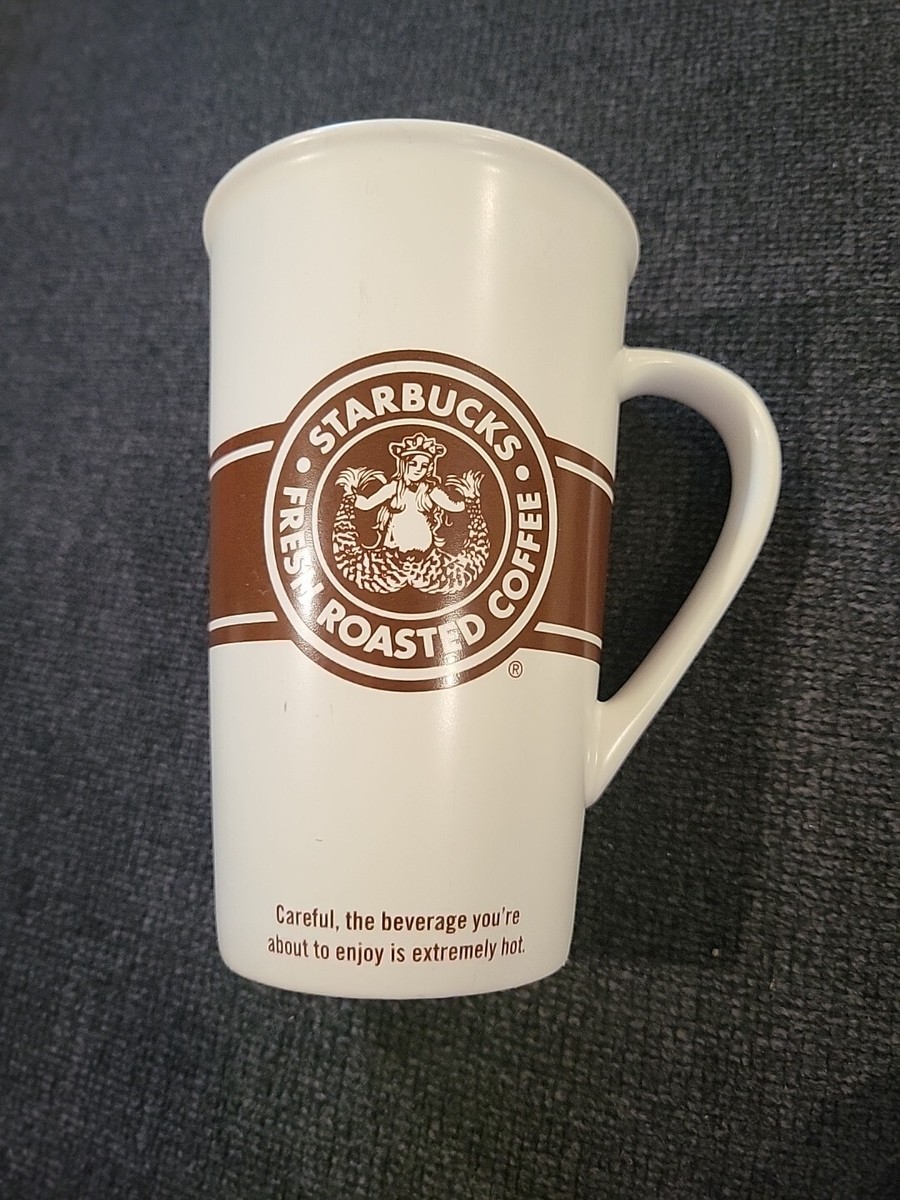 STARBUCKS
• FRESH ROASTED COFFEE •
®
Careful, the beverage you're
about to enjoy is extremely hot.